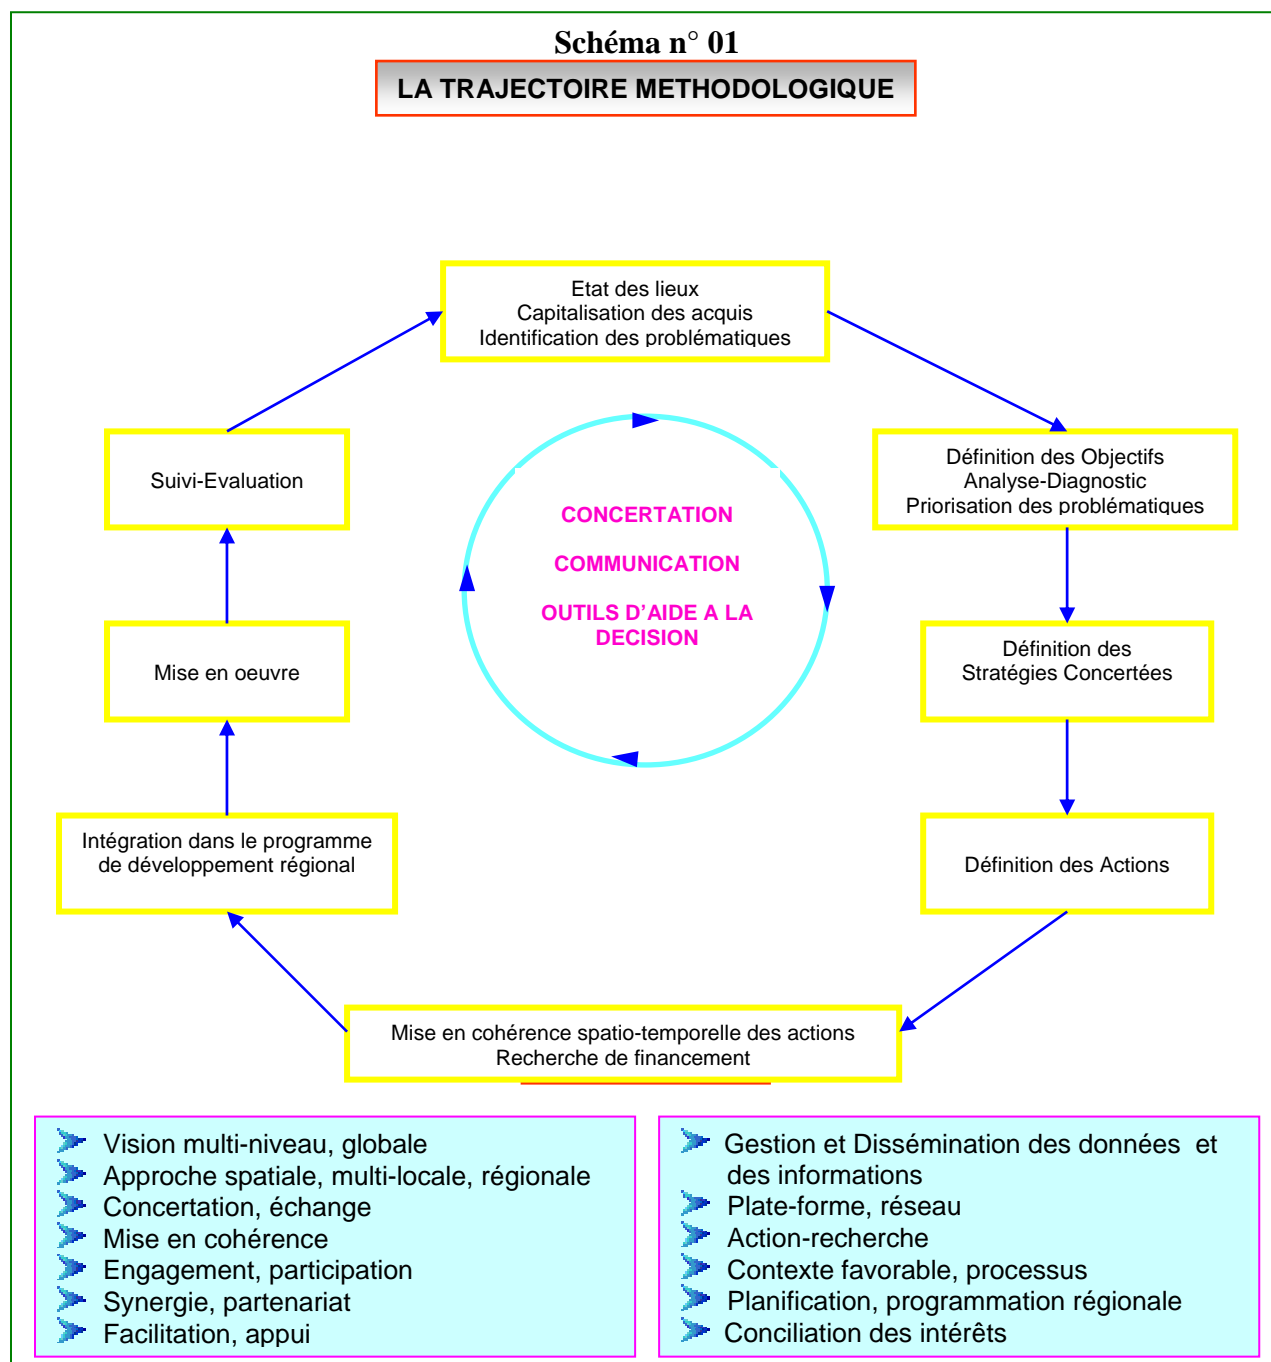 Schéma n° 01
LA TRAJECTOIRE METHODOLOGIQUE
Etat des lieux
Capitalisation des acquis
Identification des problématiques
Suivi-Evaluation
Définition des Objectifs
Analyse-Diagnostic
Priorisation des problématiques
CONCERTATION
COMMUNICATION
OUTILS D'AIDE A LA
DECISION
Mise en oeuvre
Définition des
Stratégies Concertées
Intégration dans le programme
de développement régional
Définition des Actions
Mise en cohérence spatio-temporelle des actions
Recherche de financement
Vision multi-niveau, globale
Approche spatiale, multi-locale, régionale
Concertation, échange
Mise en cohérence
Engagement, participation
Synergie, partenariat
Facilitation, appui
Gestion et Dissémination des données et
des informations
Plate-forme, réseau
Action-recherche
Contexte favorable, processus
Planification, programmation régionale
Conciliation des intérêts